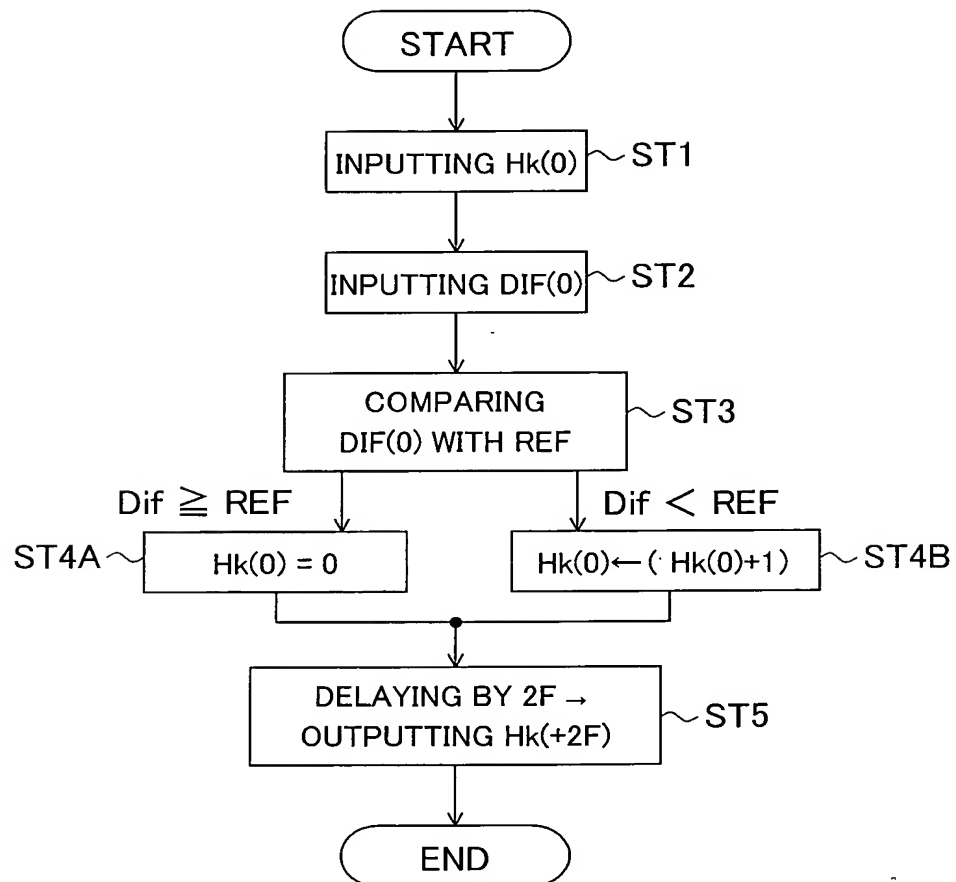 START
INPUTTING Hk(0)
ST1
INPUTTING DIF(0)
ST2
COMPARING
DIF(0) WITH REF
ST3
Dif ≧ REF
Dif < REF
ST4A
Hk(0) = 0
Hk(0)←( Hk(0)+1)
ST4B
DELAYING BY 2F →
OUTPUTTING Hk(+2F)
ST5
END